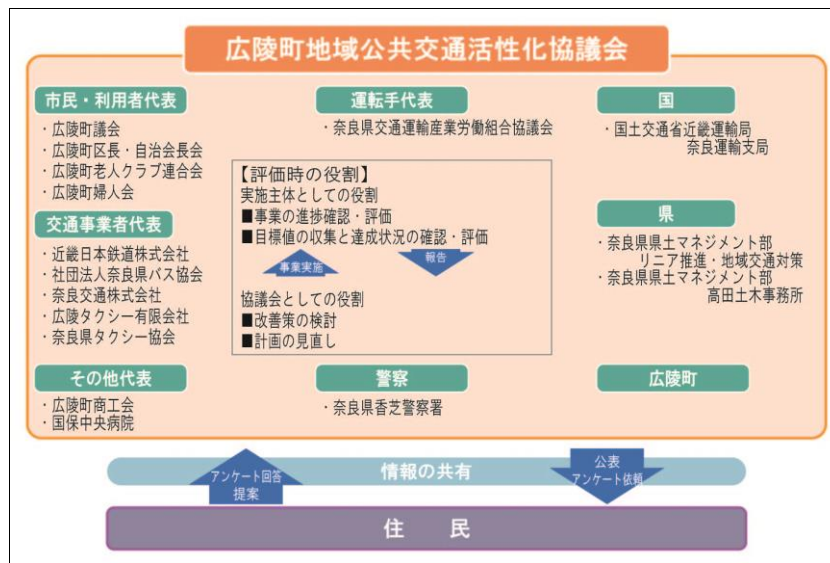 広陵町地域公共交通活性化協議会
市民・利用者代表
・広陵町議会
・広陵町区長・自治会長会
・広陵町老人クラブ連合会
・広陵町婦人会
交通事業者代表
・近畿日本鉄道株式会社
・社団法人奈良県バス協会
・奈良交通株式会社
・広陵タクシー有限会社
・奈良県タクシー協会
その他代表
・広陵町商工会
・国保中央病院
運転手代表
・奈良県交通運輸産業労働組合協議会
【評価時の役割】
実施主体としての役割
■事業の進捗確認・評価
■目標値の収集と達成状況の確認・評価
事業実施
報告
協議会としての役割
■改善策の検討
■計画の見直し
警察
・奈良県香芝警察署
国
・国土交通省近畿運輸局
奈良運輸支局
県
・奈良県県土マネジメント部
リニア推進・地域交通対策
・奈良県県土マネジメント部
高田土木事務所
広陵町
アンケート回答
提案
情報の共有
公表
アンケート依頼
住　民